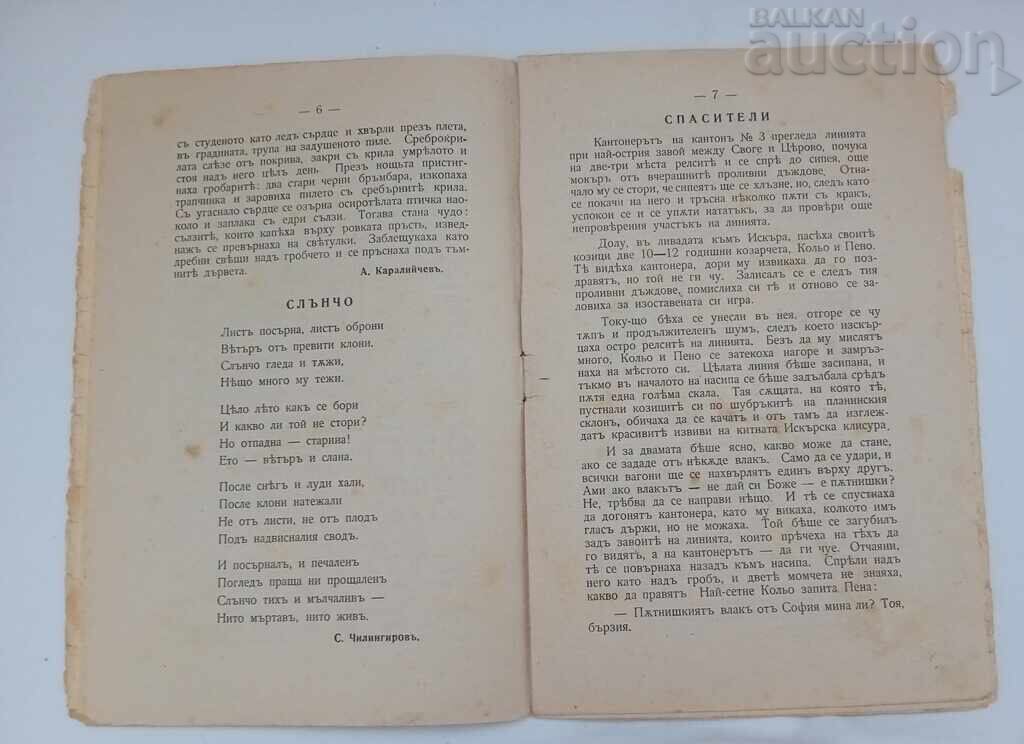 BALKAN
auction
— 6 —
съ студеното като ледъ сърдце и хвърли презъ плета,
въ градината, трупа на задушеното пиле. Среброкри-
лата слѣзе отъ покрива, закри съ крила умрѣлото и
стоя надъ него цѣлъ день. Презъ нощьта пристиг-
наха гробаритѣ: два стари черни бръмбара, изкопаха
трапчинка и заровиха пилето съ сребърнитѣ крила.
Съ угаснало сърдце се озърна осиротѣлата птичка нао-
коло и заплака съ едри сълзи. Тогава стана чудо:
сълзитѣ, които капѣха върху ровката пръсть, извед-
нажъ се превърнаха на свѣтулки. Заблещукаха като
дребни свѣщи надъ гробчето и се пръснаха подъ тъм-
нитѣ дървета.
А. Каралийчевъ.
СЛЪНЧО
Листъ посърна, листъ оброни
Вѣтъръ отъ превити клони.
Слънчо гледа и тѫжи,
Нѣщо много му тежи.
Цѣло лѣто какъ се бори
И какво ли той не стори?
Но отпадна — старина!
Ето — вѣтъръ и слана.
После снѣгъ и луди хали,
После клони натежали
Не отъ листи, не отъ плодъ
Подъ надвисналия сводъ.
И посърналъ, и печаленъ
Погледъ праща ни прощаленъ
Слънчо тихъ и мълчаливъ —
Нито мъртавъ, нито живъ.
С. Чилингировъ.
— 7 —
СПАСИТЕЛИ
Кантонерътъ на кантонъ № 3 прегледа линията
при най-острия завой между Своге и Цѣрово, почука
на две-три мѣста релситѣ и се спрѣ до сипея, още
мокъръ отъ вчерашнитѣ проливни дъждове. Отна-
чало му се стори, че сипеятъ ще се хлъзне, но, следъ като
се покачи на него и тръсна нѣколко пѫти съ кракъ,
успокои се и се упѫти нататъкъ, за да провѣри още
непровѣрения участъкъ на линията.
Долу, въ ливадата къмъ Искъра, пасѣха своитѣ
козици две 10—12 годишни козарчета, Кольо и Пено.
Тѣ видѣха кантонера, дори му извикаха да го поз-
дравятъ, но той не ги чу. Записалъ се е следъ тия
проливни дъждове, помислиха си тѣ и отново се за-
ловиха за изоставената си игра.
Току-що бѣха се унесли въ нея, отгоре се чу
тѫпъ и продължителенъ шумъ, следъ което изскър-
цаха остро релситѣ на линията. Безъ да му мислятъ
много, Кольо и Пено се затекоха нагоре и замръз-
наха на мѣстото си. Цѣлата линия бѣше засипана, и
тъкмо въ началото на насипа се бѣше задълбала срѣдъ
пѫтя една голѣма скала. Тая сѫщата, на която тѣ,
пустнали козицитѣ си по шубръкитѣ на планинския
склонъ, обичаха да се качатъ и отъ тамъ да изглеж-
датъ красивитѣ извиви на китната Искърска клисура.
И за двамата бѣше ясно, какво може да стане,
ако се зададе отъ нѣкѫде влакъ. Само да се удари, и
всички вагони ще се нахвърлятъ единъ върху другъ.
Ами ако влакътъ — не дай си Боже — е пѫтнишки?
Не, трѣбва да се направи нѣщо. И тѣ се спустнаха
да догонятъ кантонера, като му викаха, колкото имъ
гласъ държи, но не можаха. Той бѣше се загубилъ
задъ завоитѣ на линията, които прѣчеха на тѣхъ да
го видятъ, а на кантонерътъ — да ги чуе. Отчаяни,
тѣ се повърнаха назадъ къмъ насипа. Спрѣли надъ
него като надъ гробъ, и дветѣ момчета не знаяха,
какво да правятъ Най-сетне Кольо запита Пена:
— Пѫтнишкиятъ влакъ отъ София мина ли? Тоя,
бързия.